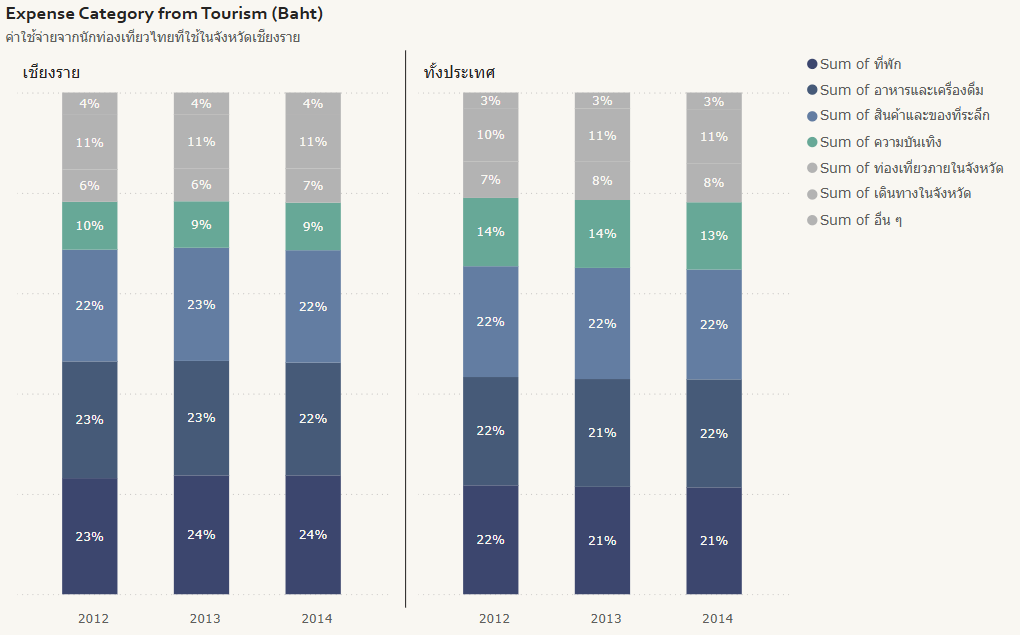 Expense Category from Tourism (Baht)
ค่าใช้จ่ายจากนักท่องเที่ยวไทยที่ใช้ในจังหวัดเชียงราย
เชียงราย
4% 4% 4%
11% 11% 11%
6% 6% 7%
10% 9% 9%
22% 23% 22%
23% 23% 22%
23% 24% 24%
2012 2013 2014
ทั้งประเทศ
3% 3% 3%
10% 11% 11%
7% 8% 8%
14% 14% 13%
22% 22% 22%
22% 21% 22%
22% 21% 21%
2012 2013 2014
Sum of ที่พัก
Sum of อาหารและเครื่องดื่ม
Sum of สินค้าและของที่ระลึก
Sum of ความบันเทิง
Sum of ท่องเที่ยวภายในจังหวัด
Sum of เดินทางในจังหวัด
Sum of อื่น ๆ